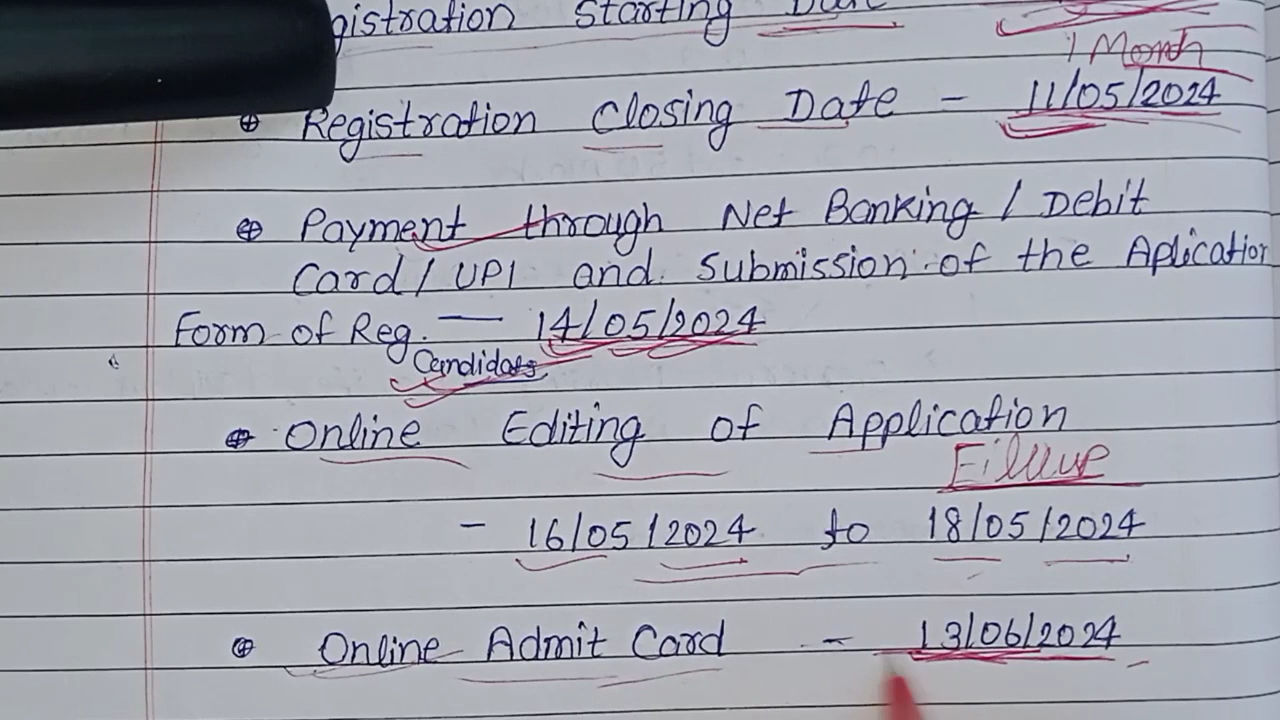 gistration Starting Date
1 Month
⊕ Registration Closing Date - 11/05/2024
⊕ Payment through Net Banking / Debit
Card / UPI and Submission of the Aplication
Form of Reg. — 14/05/2024
Candidates
⊕ Online Editing of Application
- 16/05/2024 to 18/05/2024
⊕ Online Admit Card - 13/06/2024